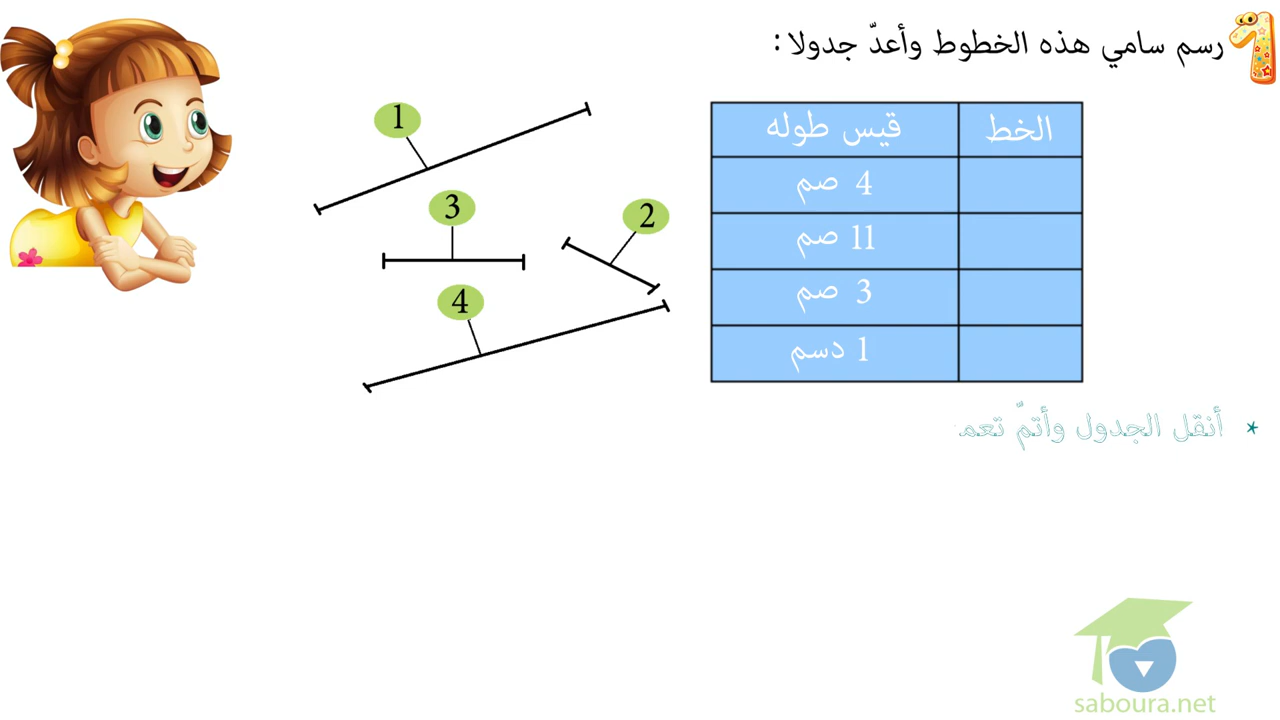 رسم سامي هذه الخطوط وأعدّ جدولا :
1
3
2
4
الخط قيس طوله
4 صم
11 صم
3 صم
1 دسم
* أنقل الجدول وأتمّ تعم
saboura.net